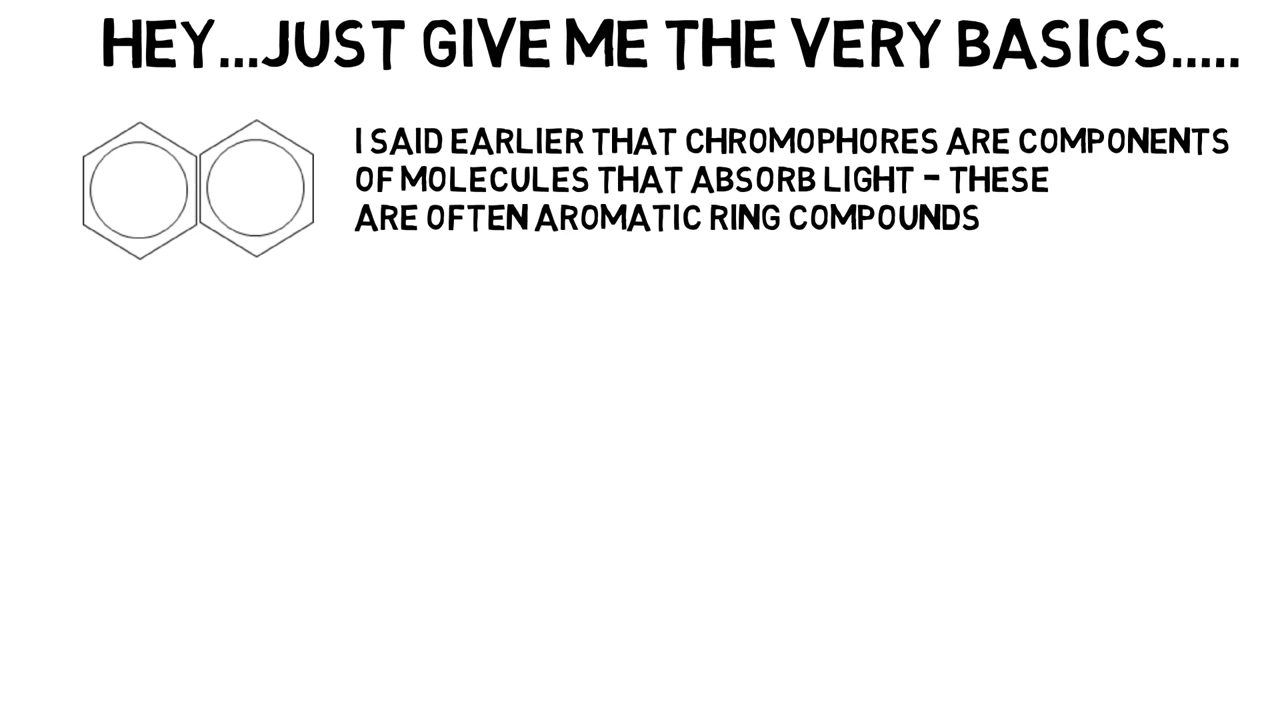 HEY...JUST GIVE ME THE VERY BASICS.....
I SAID EARLIER THAT CHROMOPHORES ARE COMPONENTS
OF MOLECULES THAT ABSORB LIGHT - THESE
ARE OFTEN AROMATIC RING COMPOUNDS